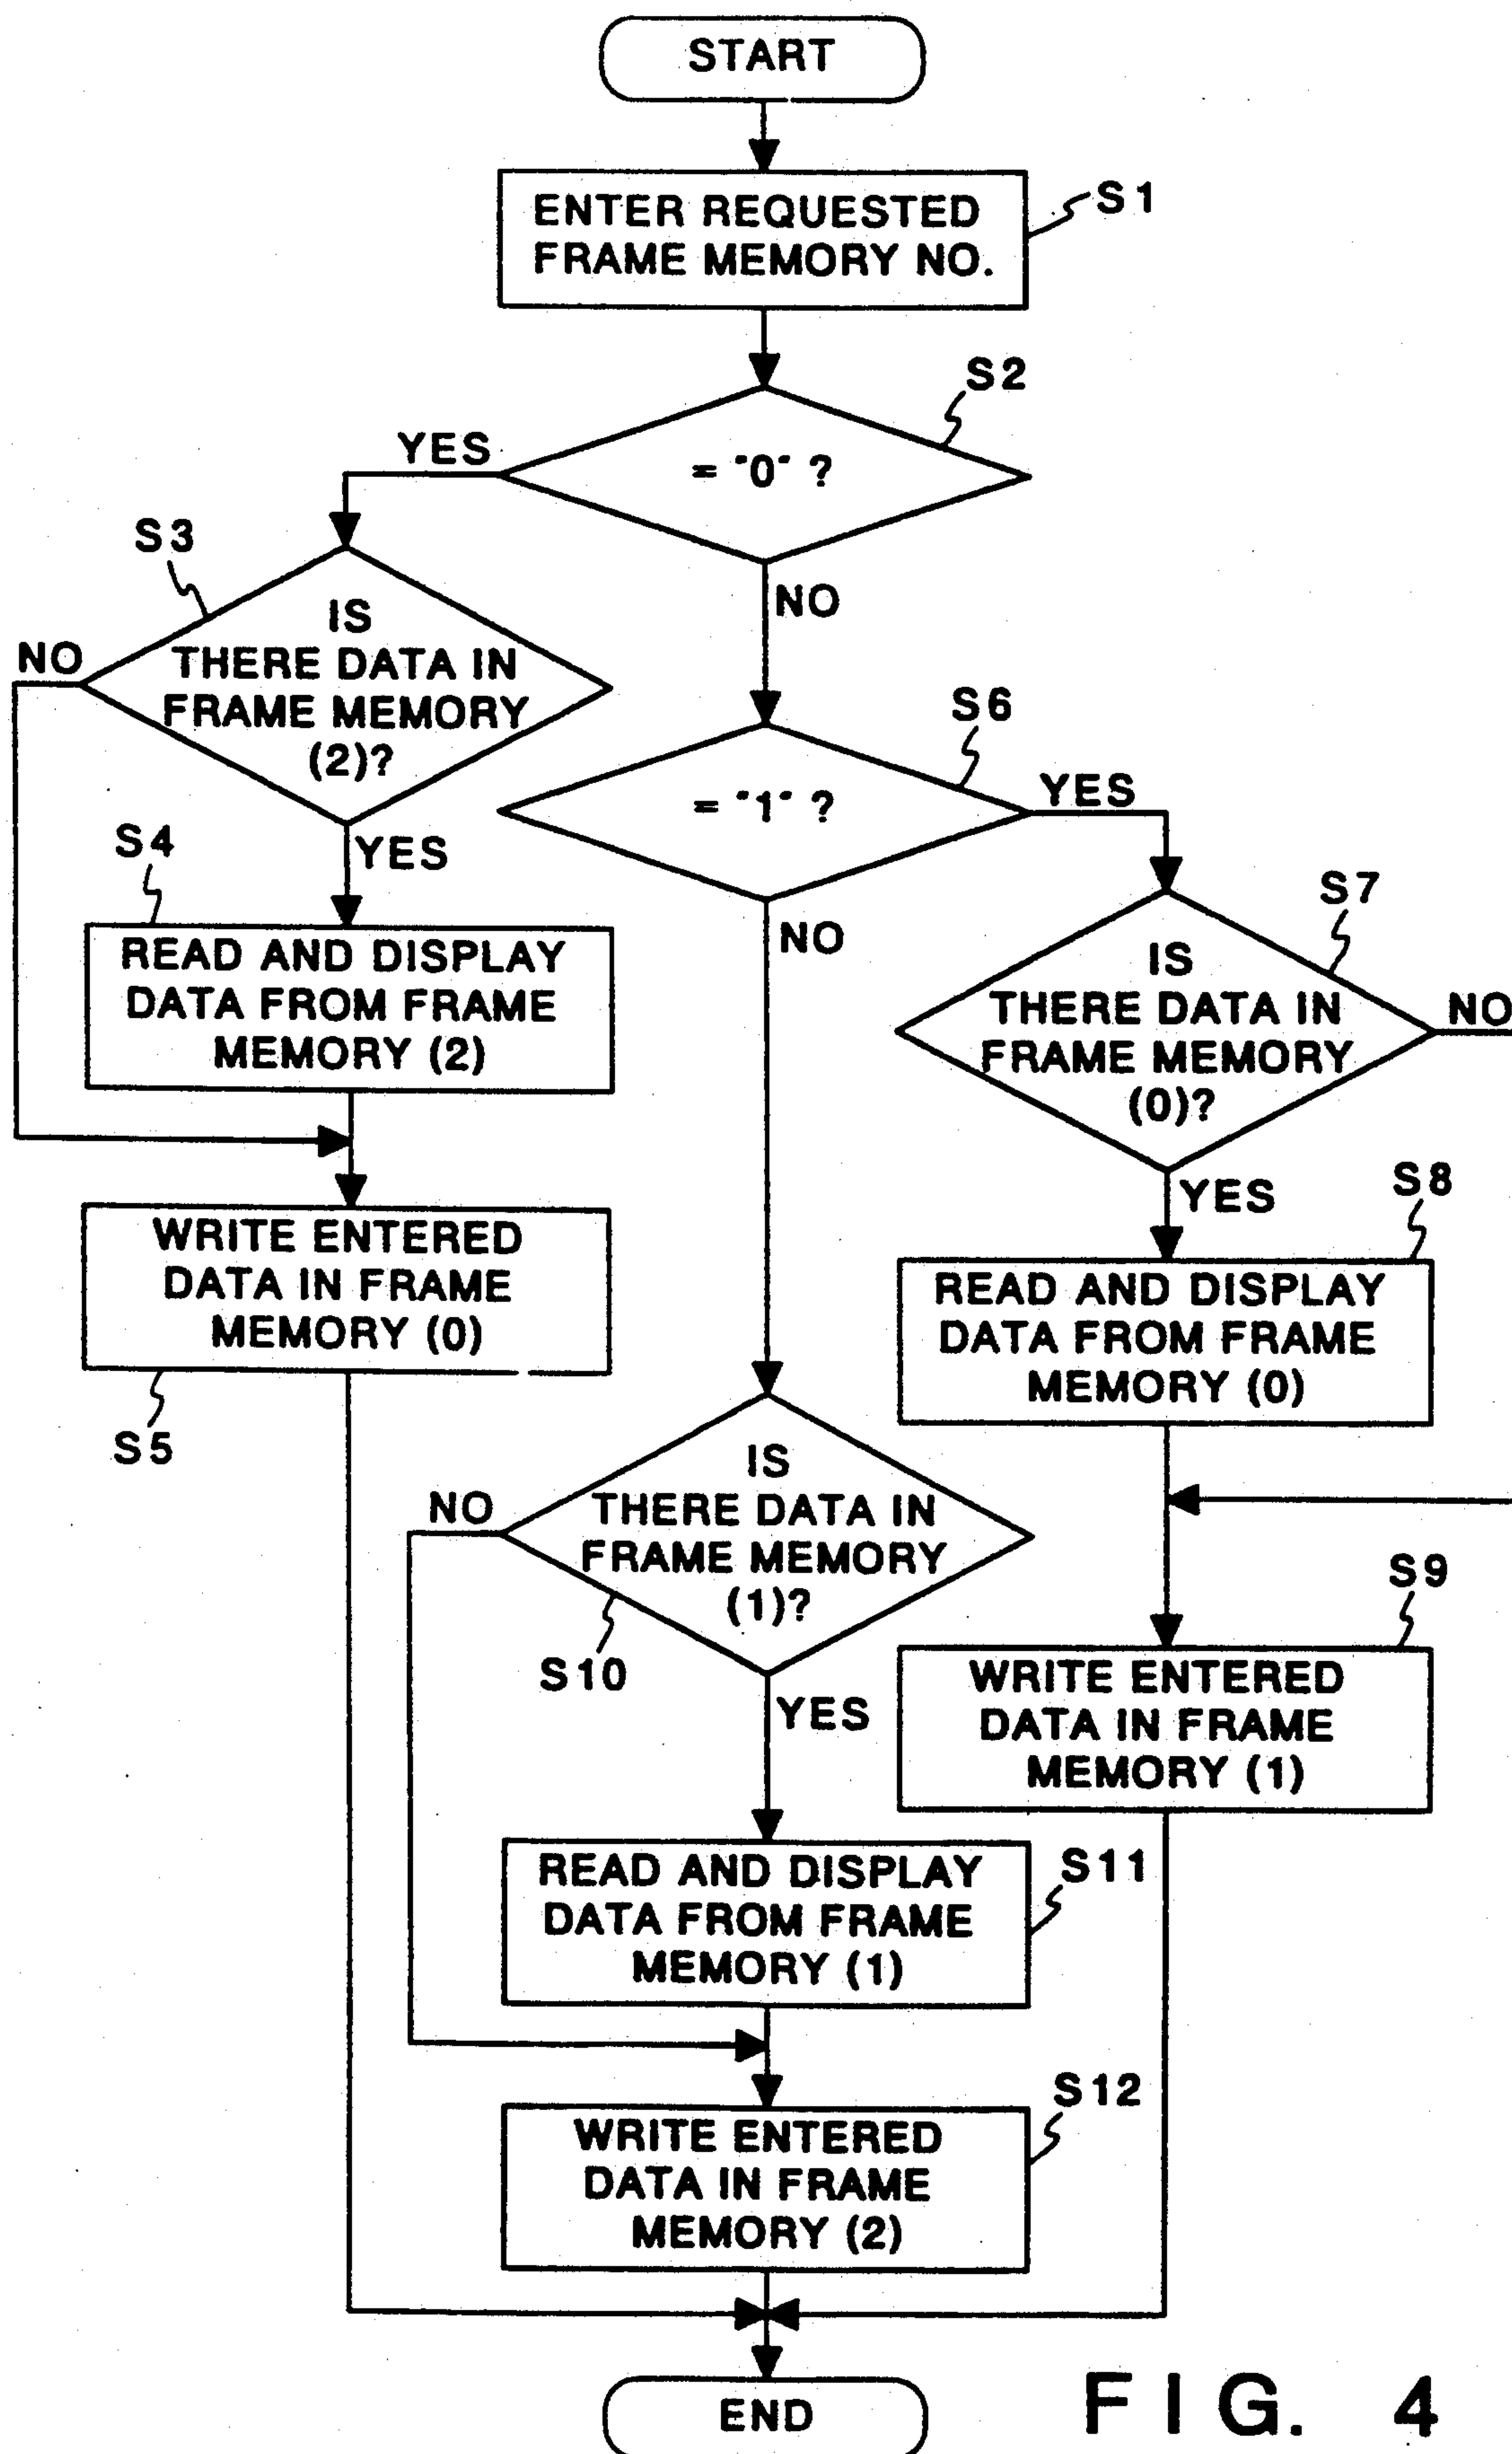 START
ENTER REQUESTED
FRAME MEMORY NO.
S1
S2
= "0" ?
YES
NO
S3
IS
THERE DATA IN
FRAME MEMORY
(2)?
NO
YES
S4
READ AND DISPLAY
DATA FROM FRAME
MEMORY (2)
WRITE ENTERED
DATA IN FRAME
MEMORY (0)
S5
S6
= "1" ?
YES
NO
S7
IS
THERE DATA IN
FRAME MEMORY
(0)?
NO
YES
S8
READ AND DISPLAY
DATA FROM FRAME
MEMORY (0)
S9
WRITE ENTERED
DATA IN FRAME
MEMORY (1)
IS
THERE DATA IN
FRAME MEMORY
(1)?
NO
S10
YES
READ AND DISPLAY
DATA FROM FRAME
MEMORY (1)
S11
S12
WRITE ENTERED
DATA IN FRAME
MEMORY (2)
END
FIG. 4